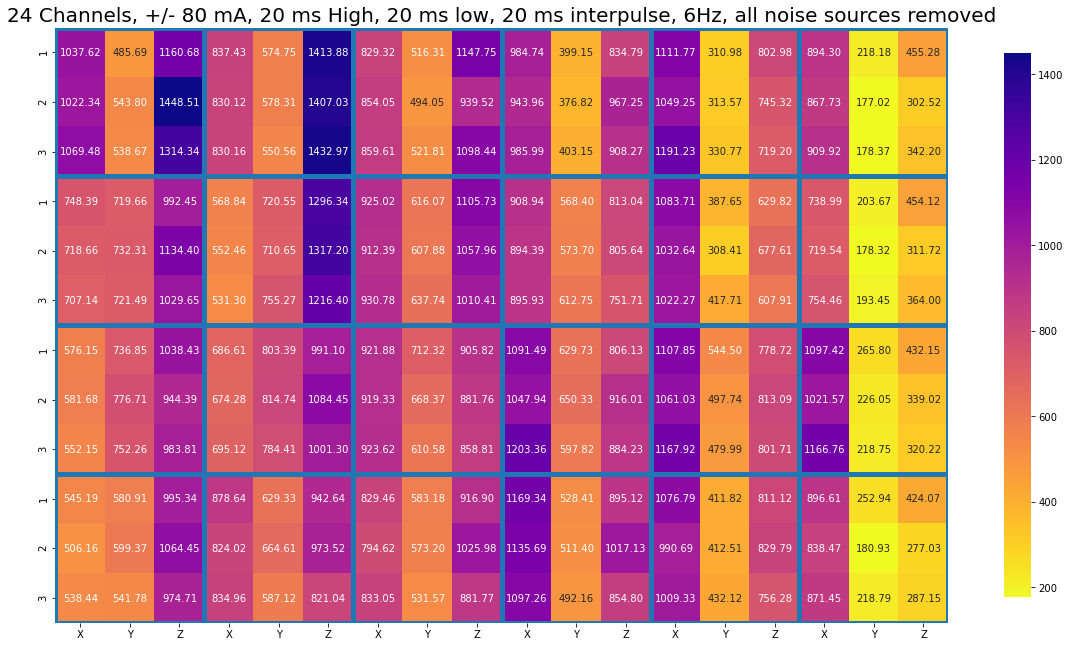 24 Channels, +/- 80 mA, 20 ms High, 20 ms low, 20 ms interpulse, 6Hz, all noise sources removed
1 1037.62 485.69 1160.68 837.43 574.75 1413.88 829.32 516.31 1147.75 984.74 399.15 834.79 1111.77 310.98 802.98 894.30 218.18 455.28
2 1022.34 543.80 1448.51 830.12 578.31 1407.03 854.05 494.05 939.52 943.96 376.82 967.25 1049.25 313.57 745.32 867.73 177.02 302.52
3 1069.48 538.67 1314.34 830.16 550.56 1432.97 859.61 521.81 1098.44 985.99 403.15 908.27 1191.23 330.77 719.20 909.92 178.37 342.20
1 748.39 719.66 992.45 568.84 720.55 1296.34 925.02 616.07 1105.73 908.94 568.40 813.04 1083.71 387.65 629.82 738.99 203.67 454.12
2 718.66 732.31 1134.40 552.46 710.65 1317.20 912.39 607.88 1057.96 894.39 573.70 805.64 1032.64 308.41 677.61 719.54 178.32 311.72
3 707.14 721.49 1029.65 531.30 755.27 1216.40 930.78 637.74 1010.41 895.93 612.75 751.71 1022.27 417.71 607.91 754.46 193.45 364.00
1 576.15 736.85 1038.43 686.61 803.39 991.10 921.88 712.32 905.82 1091.49 629.73 806.13 1107.85 544.50 778.72 1097.42 265.80 432.15
2 581.68 776.71 944.39 674.28 814.74 1084.45 919.33 668.37 881.76 1047.94 650.33 916.01 1061.03 497.74 813.09 1021.57 226.05 339.02
3 552.15 752.26 983.81 695.12 784.41 1001.30 923.62 610.58 858.81 1203.36 597.82 884.23 1167.92 479.99 801.71 1166.76 218.75 320.22
1 545.19 580.91 995.34 878.64 629.33 942.64 829.46 583.18 916.90 1169.34 528.41 895.12 1076.79 411.82 811.12 896.61 252.94 424.07
2 506.16 599.37 1064.45 824.02 664.61 973.52 794.62 573.20 1025.98 1135.69 511.40 1017.13 990.69 412.51 829.79 838.47 180.93 277.03
3 538.44 541.78 974.71 834.96 587.12 821.04 833.05 531.57 881.77 1097.26 492.16 854.80 1009.33 432.12 756.28 871.45 218.79 287.15
X Y Z X Y Z X Y Z X Y Z X Y Z X Y Z
1400
1200
1000
800
600
400
200